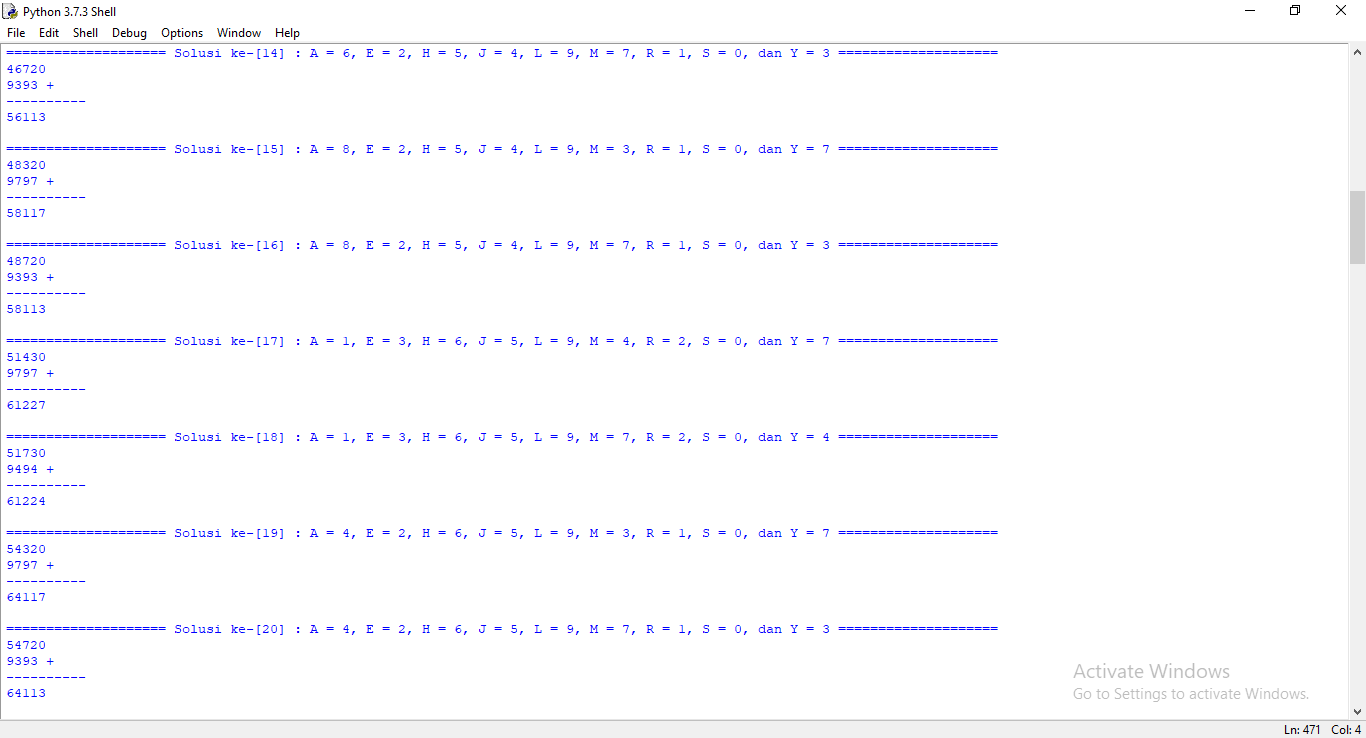 Python 3.7.3 Shell
File Edit Shell Debug Options Window Help
==================== Solusi ke-[14] : A = 6, E = 2, H = 5, J = 4, L = 9, M = 7, R = 1, S = 0, dan Y = 3 ====================
46720
9393 +
----------
56113
==================== Solusi ke-[15] : A = 8, E = 2, H = 5, J = 4, L = 9, M = 3, R = 1, S = 0, dan Y = 7 ====================
48320
9797 +
----------
58117
==================== Solusi ke-[16] : A = 8, E = 2, H = 5, J = 4, L = 9, M = 7, R = 1, S = 0, dan Y = 3 ====================
48720
9393 +
----------
58113
==================== Solusi ke-[17] : A = 1, E = 3, H = 6, J = 5, L = 9, M = 4, R = 2, S = 0, dan Y = 7 ====================
51430
9797 +
----------
61227
==================== Solusi ke-[18] : A = 1, E = 3, H = 6, J = 5, L = 9, M = 7, R = 2, S = 0, dan Y = 4 ====================
51730
9494 +
----------
61224
==================== Solusi ke-[19] : A = 4, E = 2, H = 6, J = 5, L = 9, M = 3, R = 1, S = 0, dan Y = 7 ====================
54320
9797 +
----------
64117
==================== Solusi ke-[20] : A = 4, E = 2, H = 6, J = 5, L = 9, M = 7, R = 1, S = 0, dan Y = 3 ====================
54720
9393 +
----------
64113
Activate Windows
Go to Settings to activate Windows.
Ln: 471 Col: 4